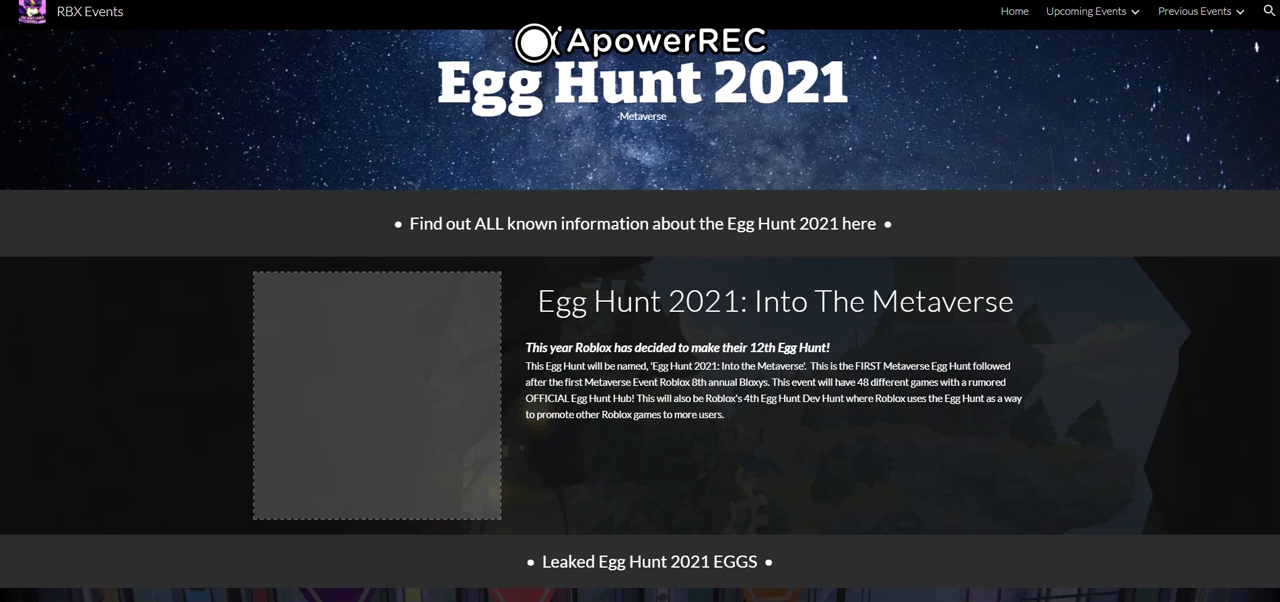 RBX Events
Home Upcoming Events Previous Events
ApowerREC
Egg Hunt 2021
-Metaverse
• Find out ALL known information about the Egg Hunt 2021 here •
Egg Hunt 2021: Into The Metaverse
This year Roblox has decided to make their 12th Egg Hunt!
This Egg Hunt will be named, 'Egg Hunt 2021: Into the Metaverse'. This is the FIRST Metaverse Egg Hunt followed
after the first Metaverse Event Roblox 8th annual Bloxys. This event will have 48 different games with a rumored
OFFICIAL Egg Hunt Hub! This will also be Roblox's 4th Egg Hunt Dev Hunt where Roblox uses the Egg Hunt as a way
to promote other Roblox games to more users.
• Leaked Egg Hunt 2021 EGGS •